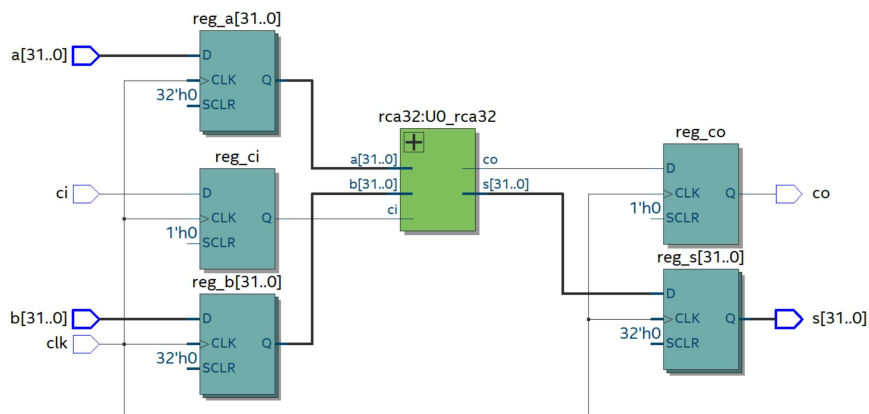 reg_a[31..0]
a[31..0]
D
CLK
Q
32'h0
SCLR
rca32:U0_rca32
a[31..0]
co
b[31..0]
s[31..0]
ci
reg_ci
ci
D
CLK
Q
1'h0
SCLR
reg_b[31..0]
b[31..0]
D
clk
CLK
Q
32'h0
SCLR
reg_co
D
CLK
Q
co
1'h0
SCLR
reg_s[31..0]
D
CLK
Q
s[31..0]
32'h0
SCLR